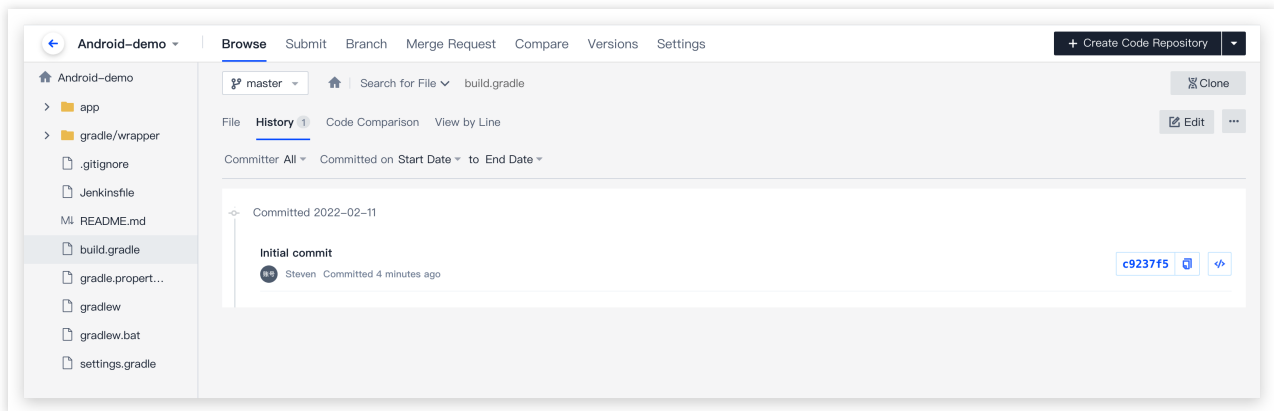 Android-demo
Browse Submit Branch Merge Request Compare Versions Settings
+ Create Code Repository
Android-demo
app
gradle/wrapper
.gitignore
Jenkinsfile
M↓ README.md
build.gradle
gradle.propert...
gradlew
gradlew.bat
settings.gradle
master
Search for File
build.gradle
Clone
File History 1 Code Comparison View by Line
Edit
Committer All Committed on Start Date to End Date
Committed 2022-02-11
Initial commit
账号 Steven Committed 4 minutes ago
c9237f5